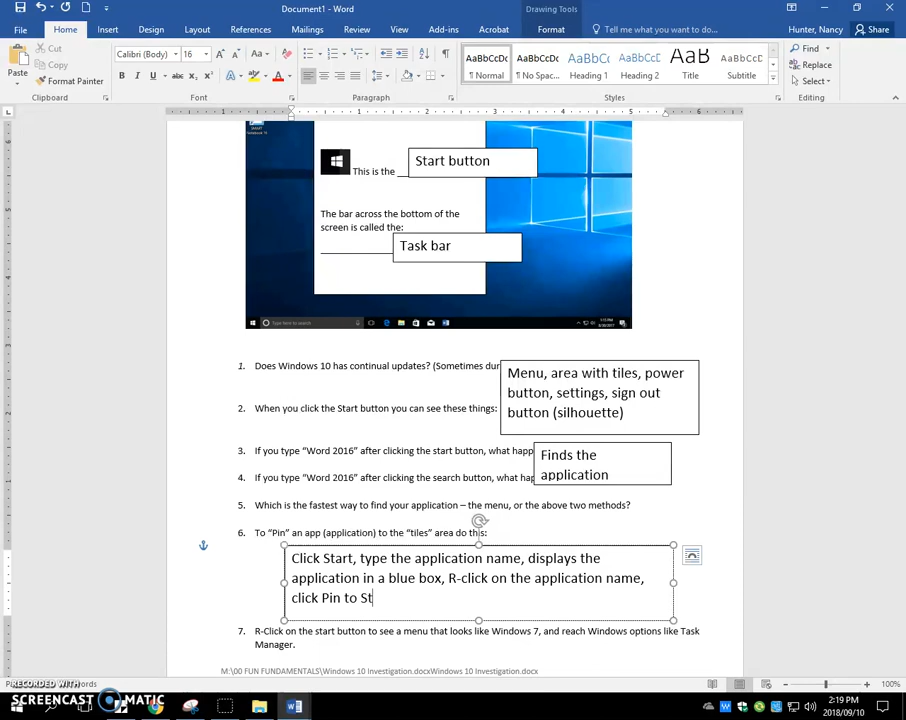 Document1 - Word
Drawing Tools
Hunter, Nancy
File
Home
Insert
Design
Layout
References
Mailings
Review
View
Add-ins
Acrobat
Format
Tell me what you want to do...
Share
Paste
Cut
Copy
Format Painter
Clipboard
Calibri (Body)
16
Font
Paragraph
AaBbCcDc
¶ Normal
AaBbCcDc
¶ No Spac...
AaBbCc
Heading 1
AaBbCc
Heading 2
AaB
Title
AaBbCcD
Subtitle
Styles
Find
Replace
Select
Editing
This is the __
Start button
The bar across the bottom of the
screen is called the:
Task bar
Type here to search
1. Does Windows 10 has continual updates? (Sometimes dur
Menu, area with tiles, power
button, settings, sign out
button (silhouette)
2. When you click the Start button you can see these things:
3. If you type "Word 2016" after clicking the start button, what happ
Finds the
application
4. If you type "Word 2016" after clicking the search button, what hap
5. Which is the fastest way to find your application – the menu, or the above two methods?
6. To "Pin" an app (application) to the "tiles" area do this:
Click Start, type the application name, displays the
application in a blue box, R-click on the application name,
click Pin to St
7. R-Click on the start button to see a menu that looks like Windows 7, and reach Windows options like Task
Manager.
M:\00 FUN FUNDAMENTALS\Windows 10 Investigation.docxWindows 10 Investigation.docx
100%
RECORDED WITH
SCREENCAST MATIC
2:19 PM
2018/09/10